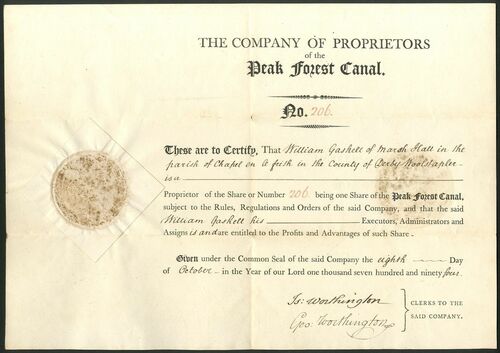 THE COMPANY OF PROPRIETORS
of the
Peak Forest Canal.
No. 206.
These are to Certify, That William Gaskell of Marsh Hall in the
parish of Chapel en le frith in the County of Derby Woolstapler
is a
Proprietor of the Share or Number 206 being one Share of the Peak Forest Canal,
subject to the Rules, Regulations and Orders of the said Company, and that the said
William Gaskell his Executors, Administrators and
Assigns is and are entitled to the Profits and Advantages of such Share.
Given under the Common Seal of the said Company the eighth Day
of October in the Year of our Lord one thousand seven hundred and ninety four.
Is: Worthington
Geo. Worthington
CLERKS TO THE
SAID COMPANY.